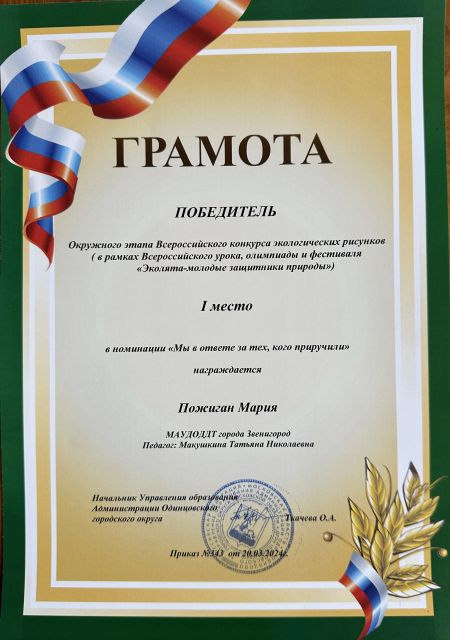 ГРАМОТА
ПОБЕДИТЕЛЬ
Окружного этапа Всероссийского конкурса экологических рисунков
( в рамках Всероссийского урока, олимпиады и фестиваля
«Эколята-молодые защитники природы»)
I место
в номинации «Мы в ответе за тех, кого приручили»
награждается
Пожиган Мария
МАУДОДДТ города Звенигород
Педагог: Макушкина Татьяна Николаевна
Начальник Управления образования
Администрации Одинцовского
городского округа Ткачева О.А.
Приказ №343 от 20.03.2024г.